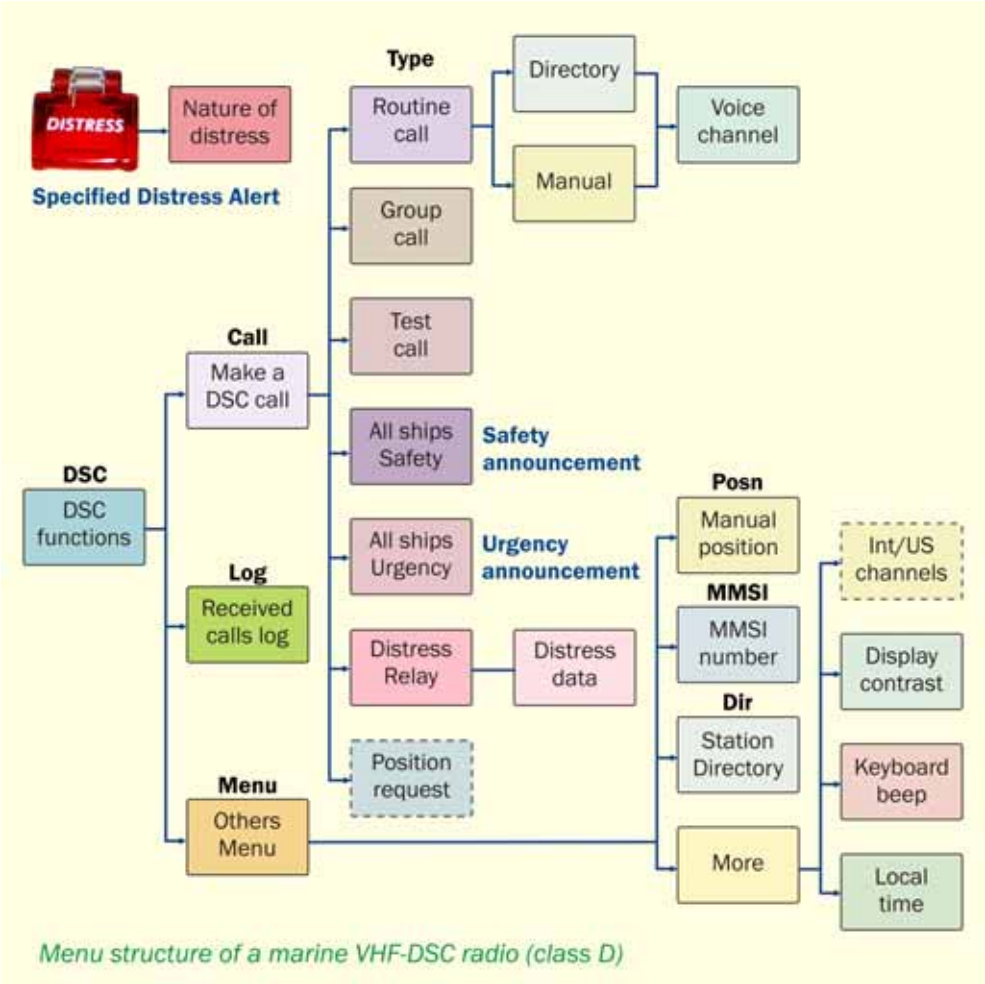 DISTRESS
Nature of
distress
Specified Distress Alert
Type
Routine
call
Directory
Manual
Voice
channel
Group
call
Test
call
All ships
Safety
Safety
announcement
All ships
Urgency
Urgency
announcement
Distress
Relay
Distress
data
Position
request
Call
Make a
DSC call
DSC
DSC
functions
Log
Received
calls log
Menu
Others
Menu
Posn
Manual
position
MMSI
MMSI
number
Dir
Station
Directory
More
Int/US
channels
Display
contrast
Keyboard
beep
Local
time
Menu structure of a marine VHF-DSC radio (class D)